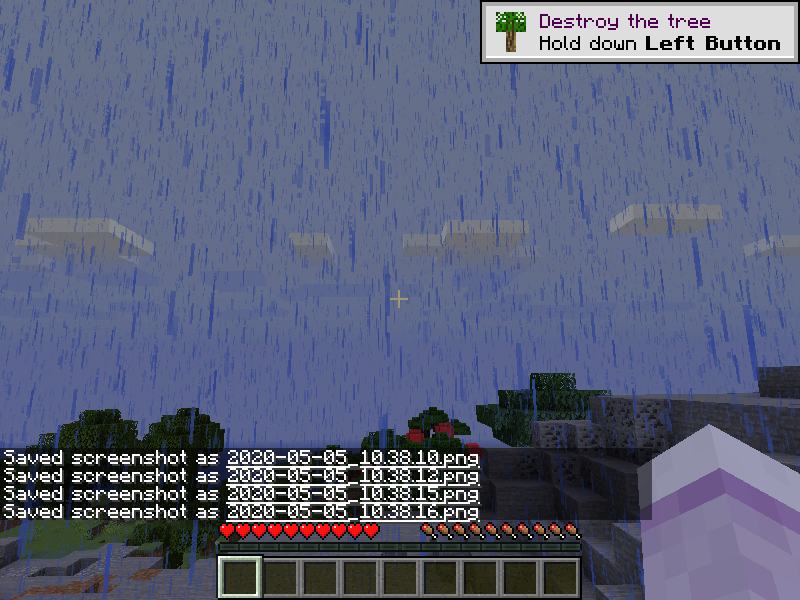 Destroy the tree
Hold down Left Button
Saved screenshot as 2020-05-05_10.38.10.png
Saved screenshot as 2020-05-05_10.38.12.png
Saved screenshot as 2020-05-05_10.38.15.png
Saved screenshot as 2020-05-05_10.38.16.png